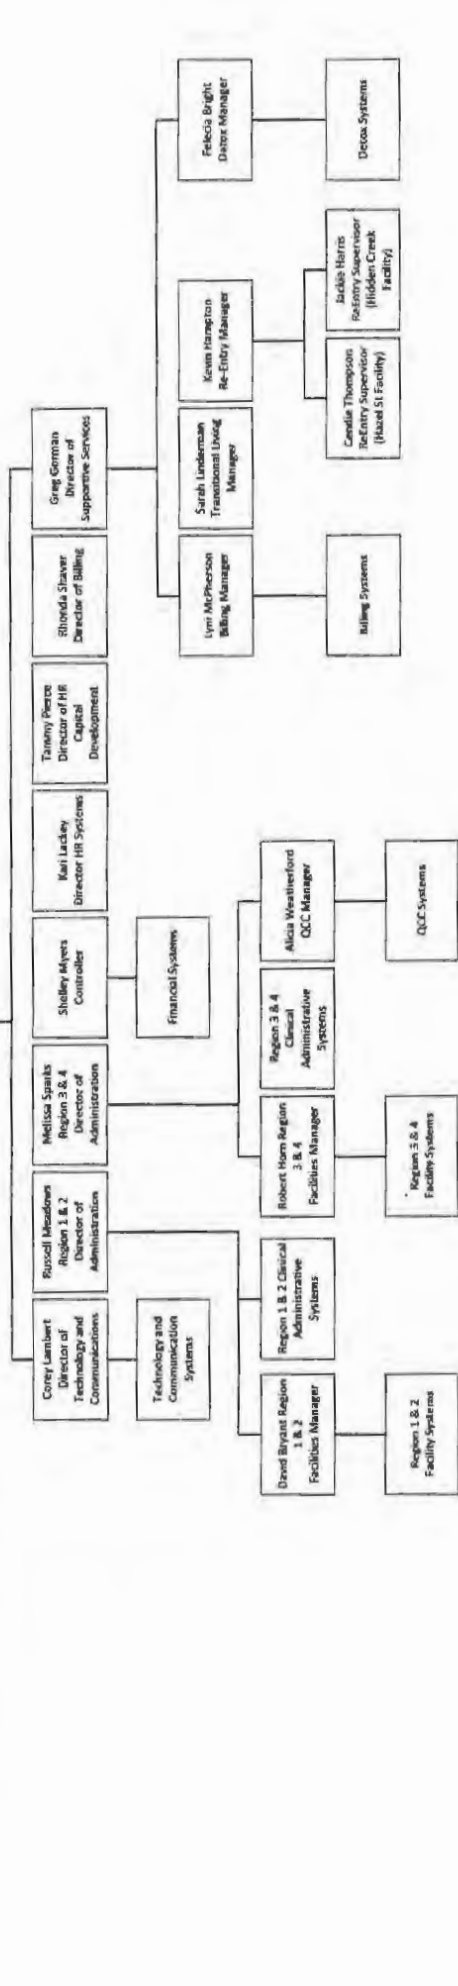 Corey Lambert
Director of
Technology and
Communications
Russell Meadows
Region 1 & 2
Director of
Administration
Melissa Sparks
Region 3 & 4
Director of
Administration
Shelley Myers
Controller
Kari Lackey
Director HR Systems
Tammy Pierce
Director of HR
Capital
Development
Rhonda Shaver
Director of Billing
Greg Gorman
Director of
Supportive Services
Technology and
Communication
Systems
Financial Systems
Lynn McPherson
Billing Manager
Sarah Linderman
Transitional Living
Manager
Kevin Hampton
Re-Entry Manager
Felecia Bright
Detox Manager
David Bryant Region
1 & 2
Facilities Manager
Region 1 & 2 Clinical
Administrative
Systems
Robert Horn Region
3 & 4
Facilities Manager
Region 3 & 4
Clinical
Administrative
Systems
Alicia Weatherford
QCC Manager
Billing Systems
Candie Thompson
ReEntry Supervisor
(Hazel St Facility)
Jackie Harris
ReEntry Supervisor
(Hidden Creek
Facility)
Detox Systems
Region 1 & 2
Facility Systems
Region 3 & 4
Facility Systems
QCC Systems